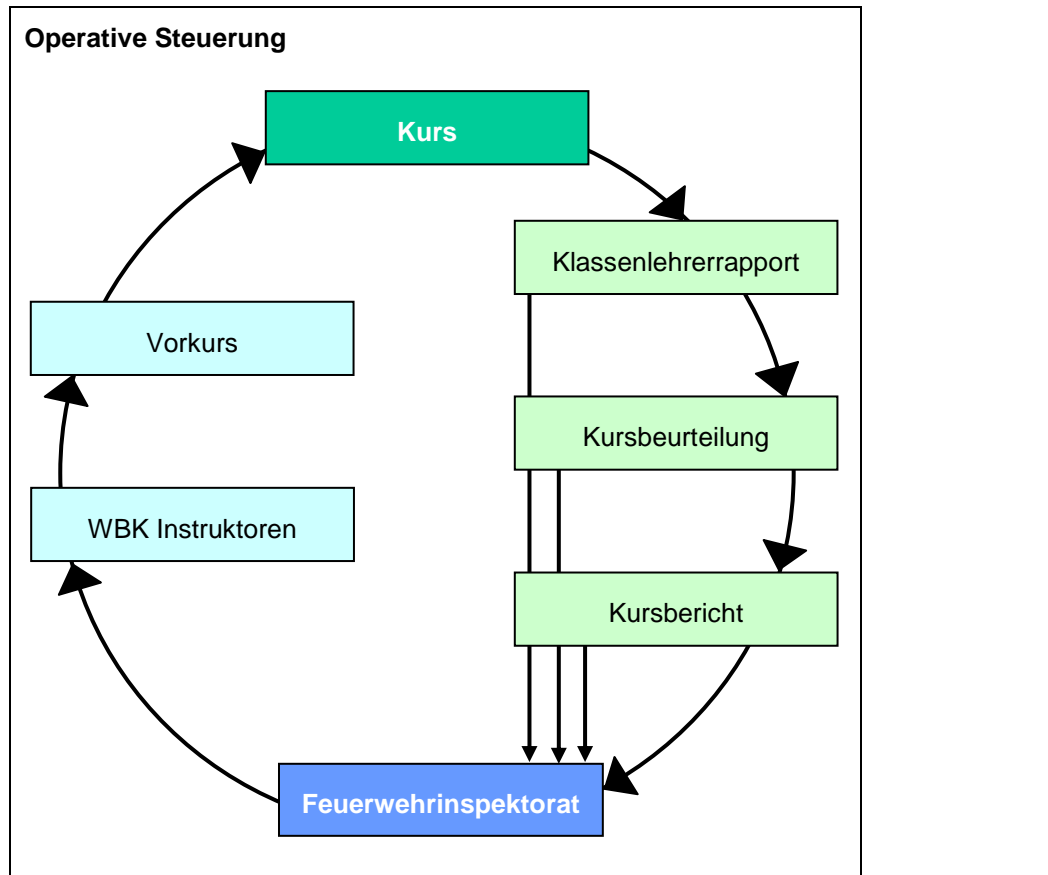 Operative Steuerung
Kurs
Klassenlehrerrapport
Vorkurs
Kursbeurteilung
WBK Instruktoren
Kursbericht
Feuerwehrinspektorat